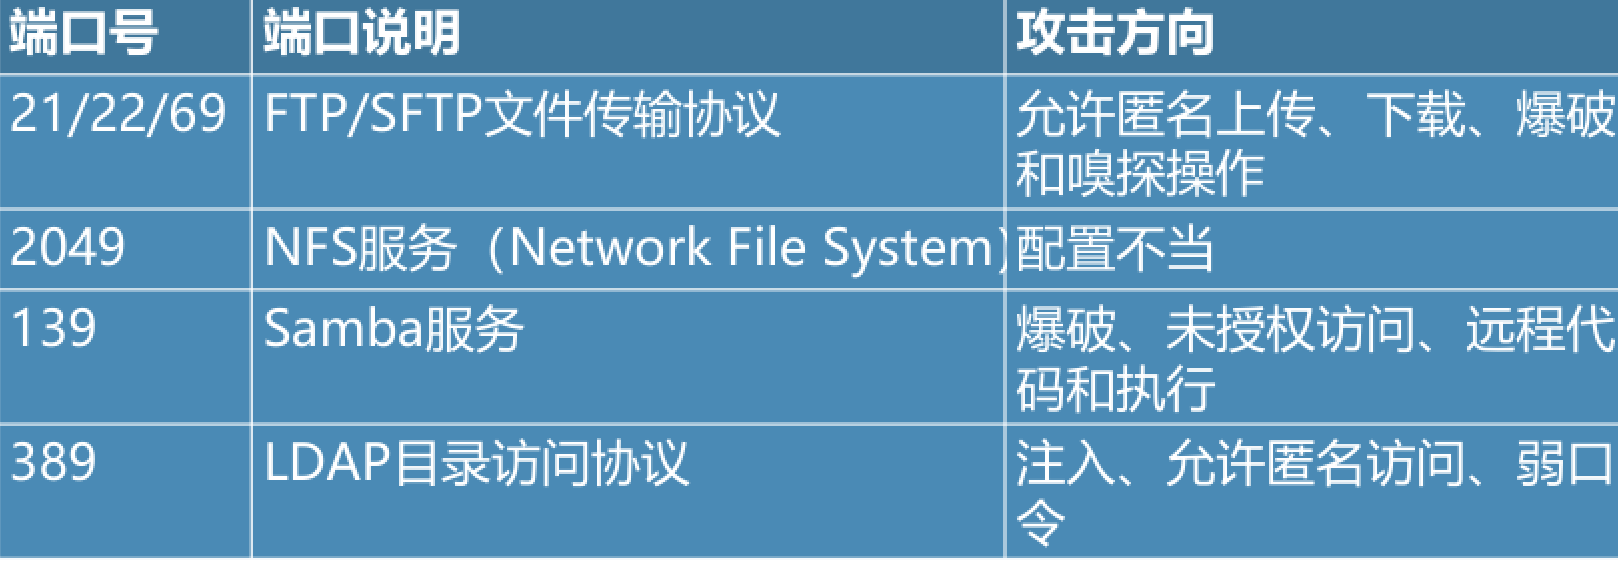 端口号 端口说明 攻击方向
21/22/69 FTP/SFTP文件传输协议 允许匿名上传、下载、爆破
和嗅探操作
2049 NFS服务（Network File System） 配置不当
139 Samba服务 爆破、未授权访问、远程代
码和执行
389 LDAP目录访问协议 注入、允许匿名访问、弱口
令